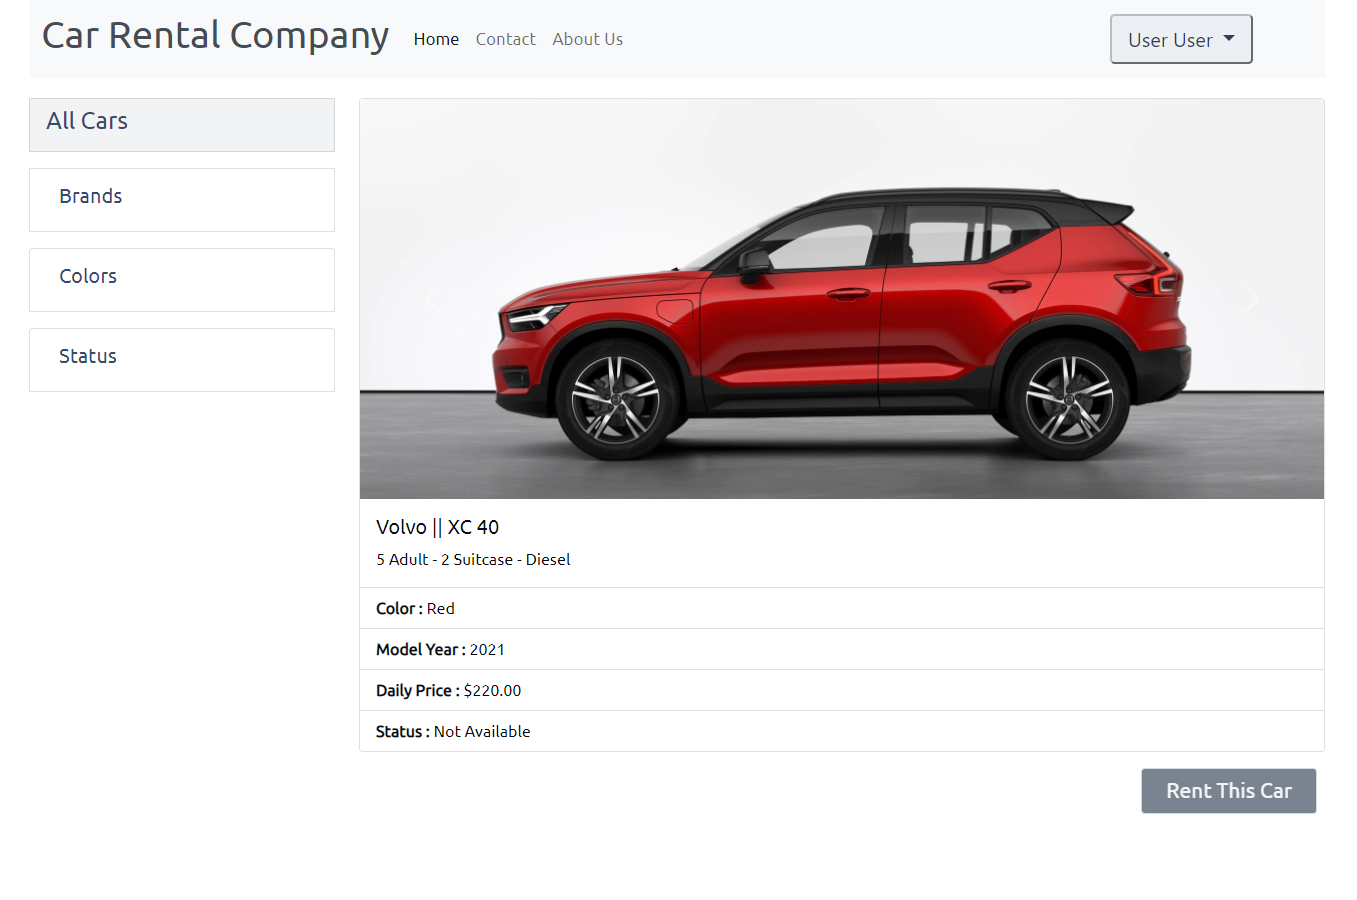 Car Rental Company Home Contact About Us User User
All Cars
Brands
Colors
Status
Volvo || XC 40
5 Adult - 2 Suitcase - Diesel
Color : Red
Model Year : 2021
Daily Price : $220.00
Status : Not Available
Rent This Car